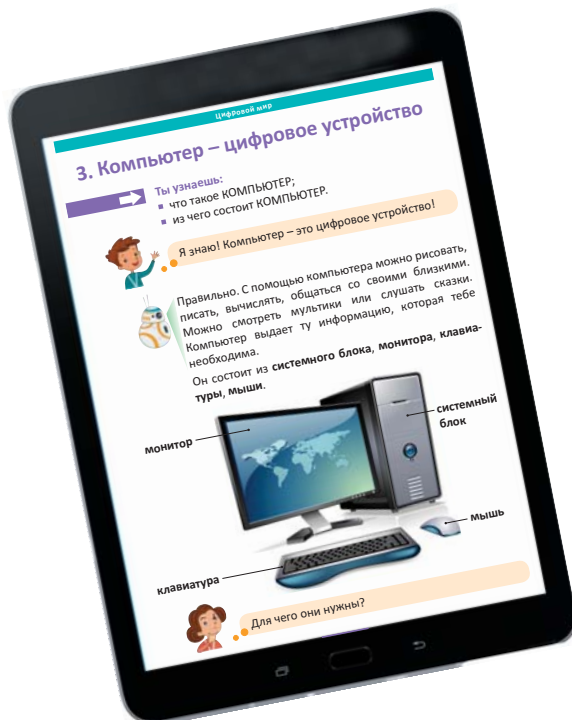 Цифровой мир
3. Компьютер – цифровое устройство
Ты узнаешь:
▪ что такое КОМПЬЮТЕР;
▪ из чего состоит КОМПЬЮТЕР.
Я знаю! Компьютер – это цифровое устройство!
Правильно. С помощью компьютера можно рисовать,
писать, вычислять, общаться со своими близкими.
Можно смотреть мультики или слушать сказки.
Компьютер выдает ту информацию, которая тебе
необходима.
Он состоит из системного блока, монитора, клавиа-
туры, мыши.
монитор
системный
блок
мышь
клавиатура
Для чего они нужны?